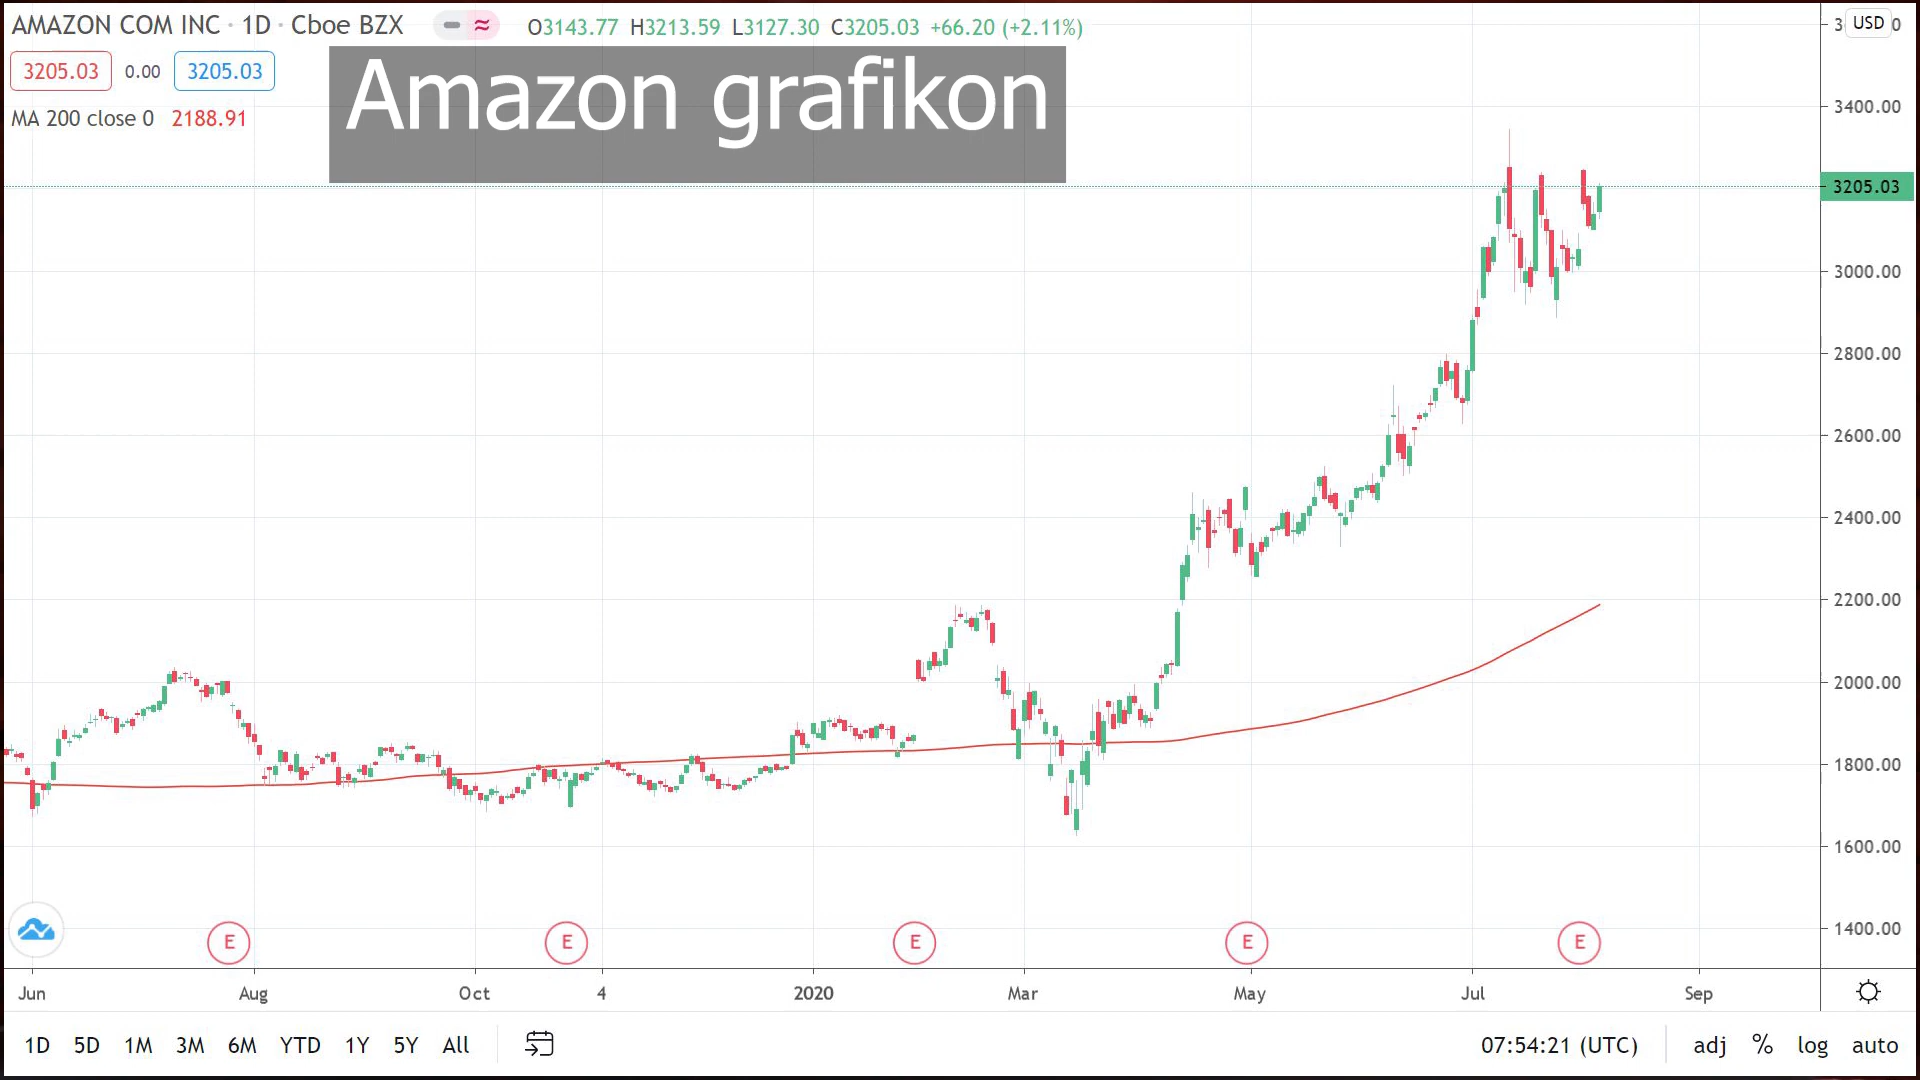 AMAZON COM INC · 1D · Cboe BZX
O3143.77 H3213.59 L3127.30 C3205.03 +66.20 (+2.11%)
3205.03 0.00 3205.03
MA 200 close 0 2188.91
Amazon grafikon
USD
3400.00
3205.03
3000.00
2800.00
2600.00
2400.00
2200.00
2000.00
1800.00
1600.00
1400.00
E E E E E
Jun Aug Oct 4 2020 Mar May Jul Sep
1D 5D 1M 3M 6M YTD 1Y 5Y All
07:54:21 (UTC) adj % log auto